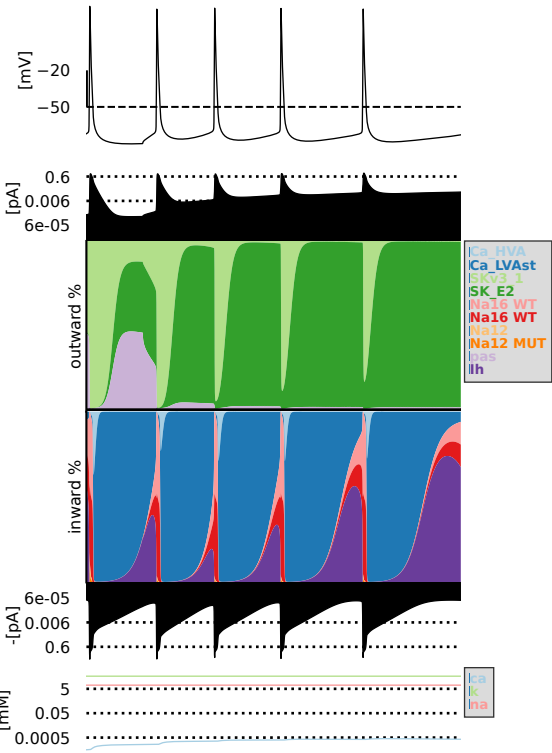 [mV]
−20
−50
[pA]
0.6
0.006
6e-05
outward %
Ca_HVA
Ca_LVAst
SKv3_1
SK_E2
Na16 WT
Na16 WT
Na12
Na12 MUT
pas
Ih
inward %
-[pA]
6e-05
0.006
0.6
[mM]
5
0.05
0.0005
ca
k
na